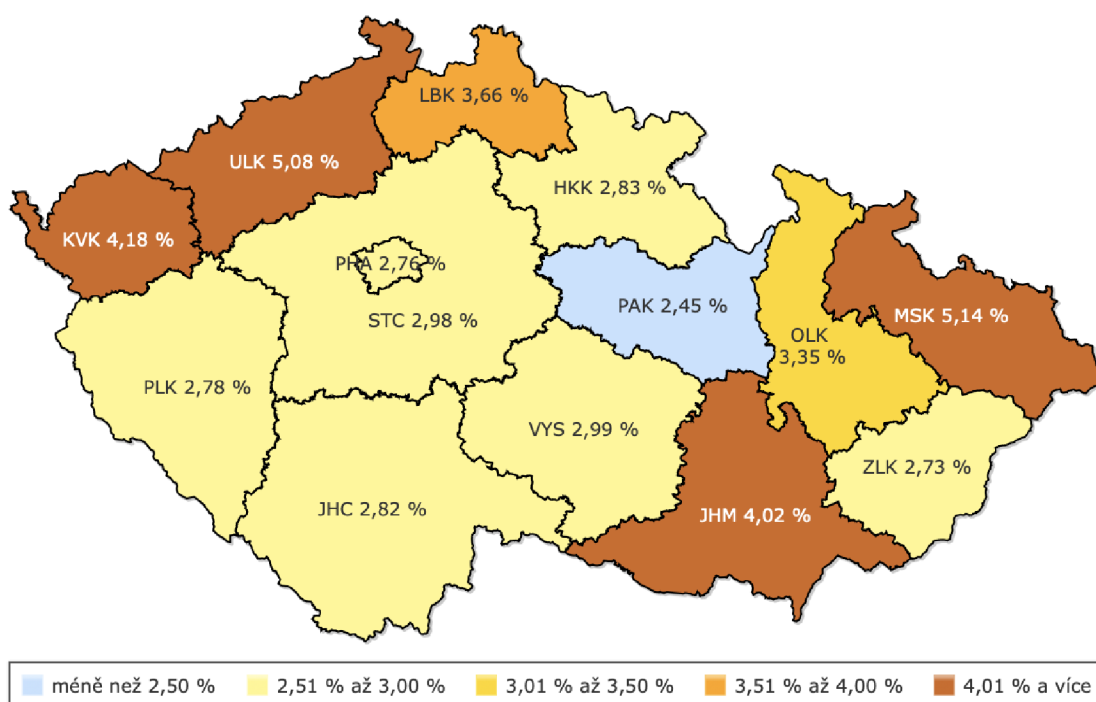 LBK 3,66 %
ULK 5,08 %
HKK 2,83 %
KVK 4,18 %
PRA 2,76 %
PAK 2,45 %
STC 2,98 %
MSK 5,14 %
OLK
3,35 %
PLK 2,78 %
VYS 2,99 %
ZLK 2,73 %
JHC 2,82 %
JHM 4,02 %
méně než 2,50 % 2,51 % až 3,00 % 3,01 % až 3,50 % 3,51 % až 4,00 % 4,01 % a více